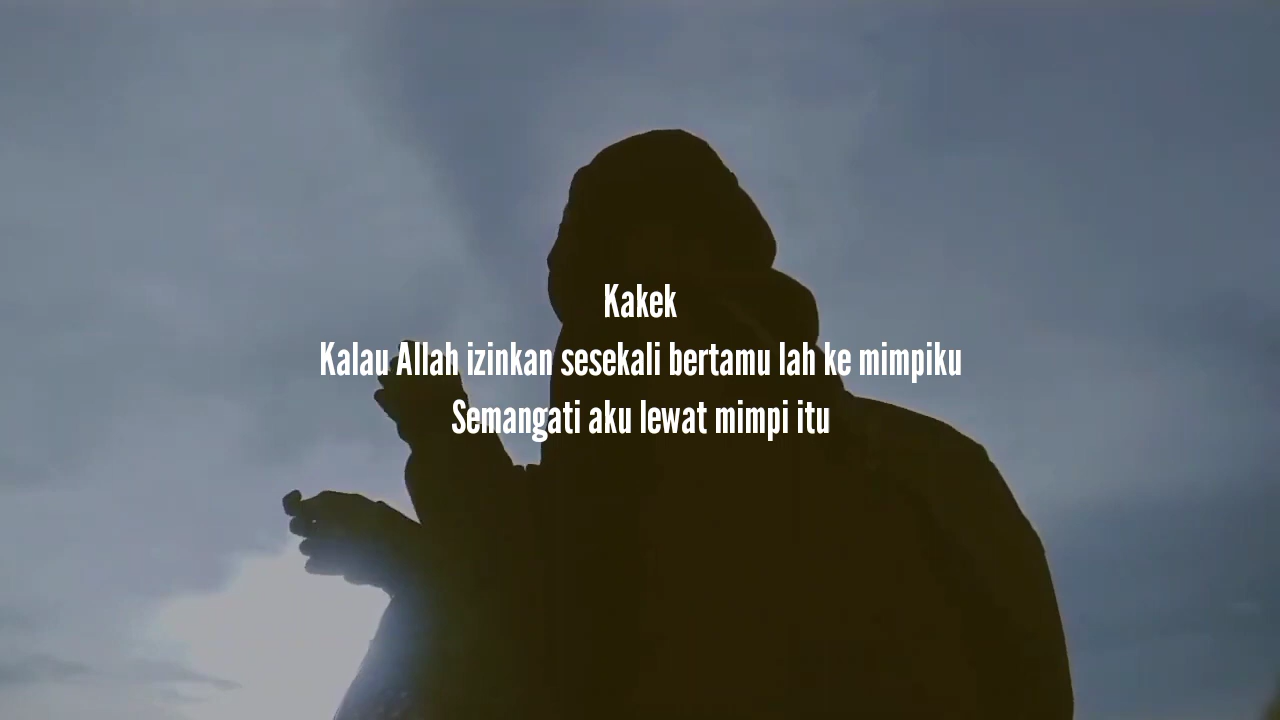 Kakek
Kalau Allah izinkan sesekali bertamu lah ke mimpiku
Semangati aku lewat mimpi itu